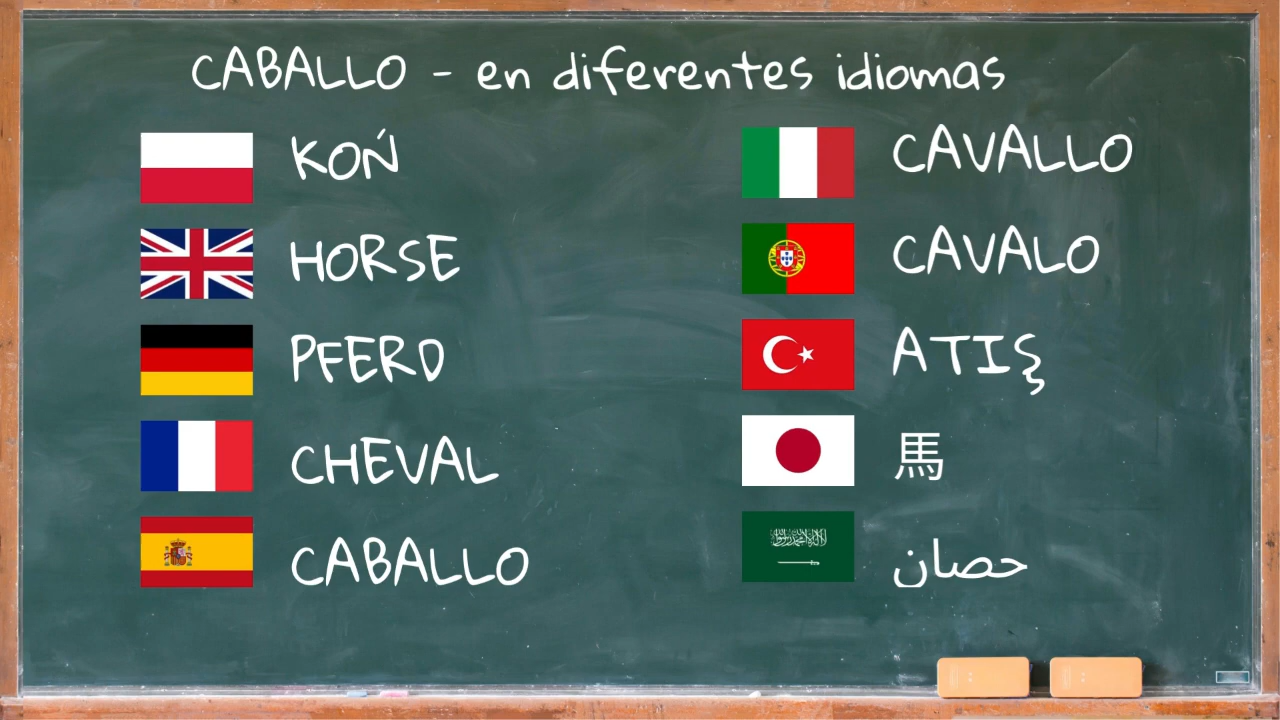 CABALLO - en diferentes idiomas
KOŃ
HORSE
PFERD
CHEVAL
CABALLO
CAVALLO
CAVALO
ATIŞ
馬
حصان